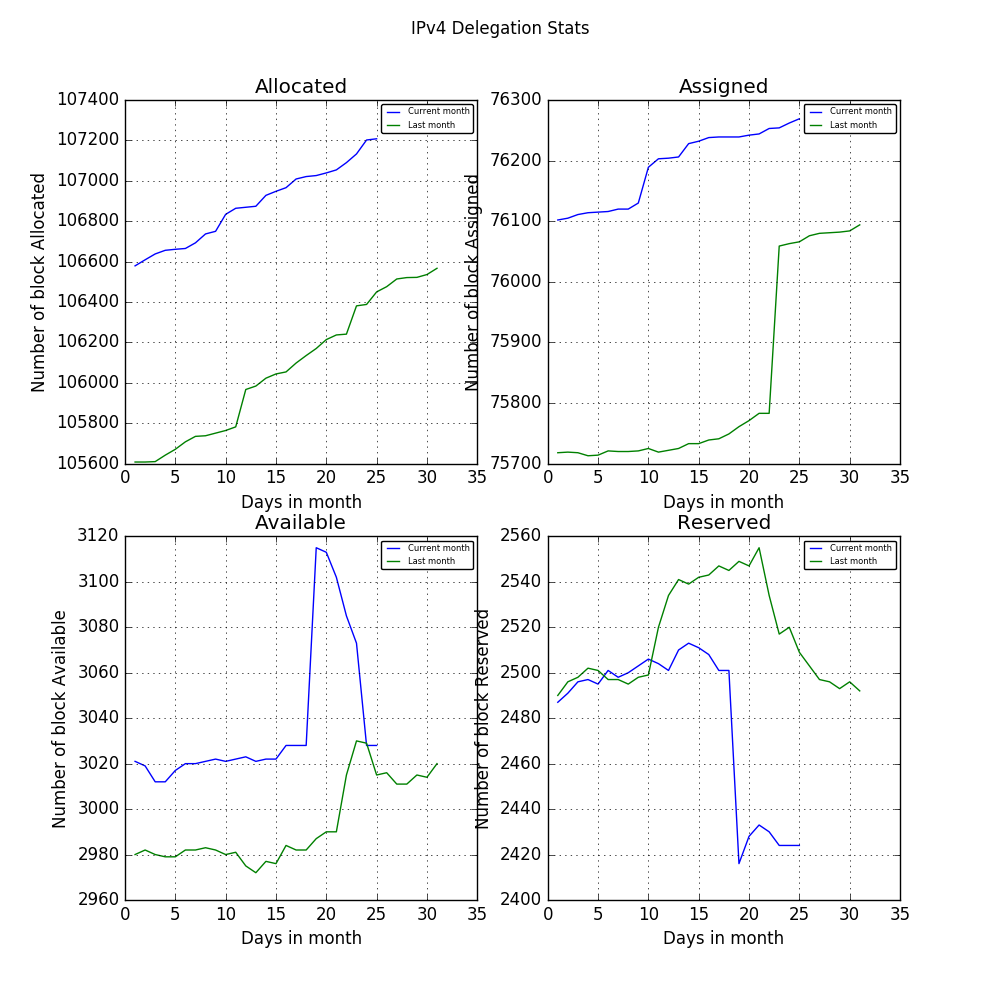 IPv4 Delegation Stats
Allocated
Number of block Allocated
107400
107200
107000
106800
106600
106400
106200
106000
105800
105600
0 5 10 15 20 25 30 35
Days in month
Current month
Last month
Assigned
Number of block Assigned
76300
76200
76100
76000
75900
75800
75700
0 5 10 15 20 25 30 35
Days in month
Current month
Last month
Available
Number of block Available
3120
3100
3080
3060
3040
3020
3000
2980
2960
0 5 10 15 20 25 30 35
Days in month
Current month
Last month
Reserved
Number of block Reserved
2560
2540
2520
2500
2480
2460
2440
2420
2400
0 5 10 15 20 25 30 35
Days in month
Current month
Last month